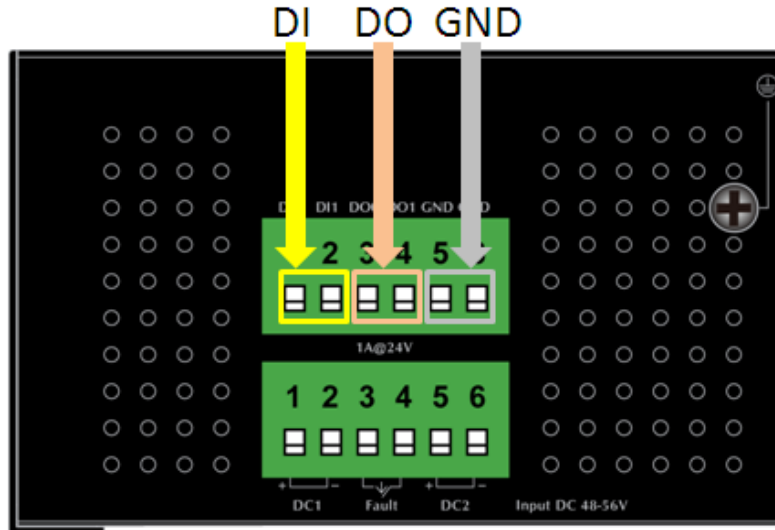 DI DO GND
DI1 GND
2 3 4 5
1A@24V
1 2 3 4 5 6
+ − + −
DC1 Fault DC2 Input DC 48-56V